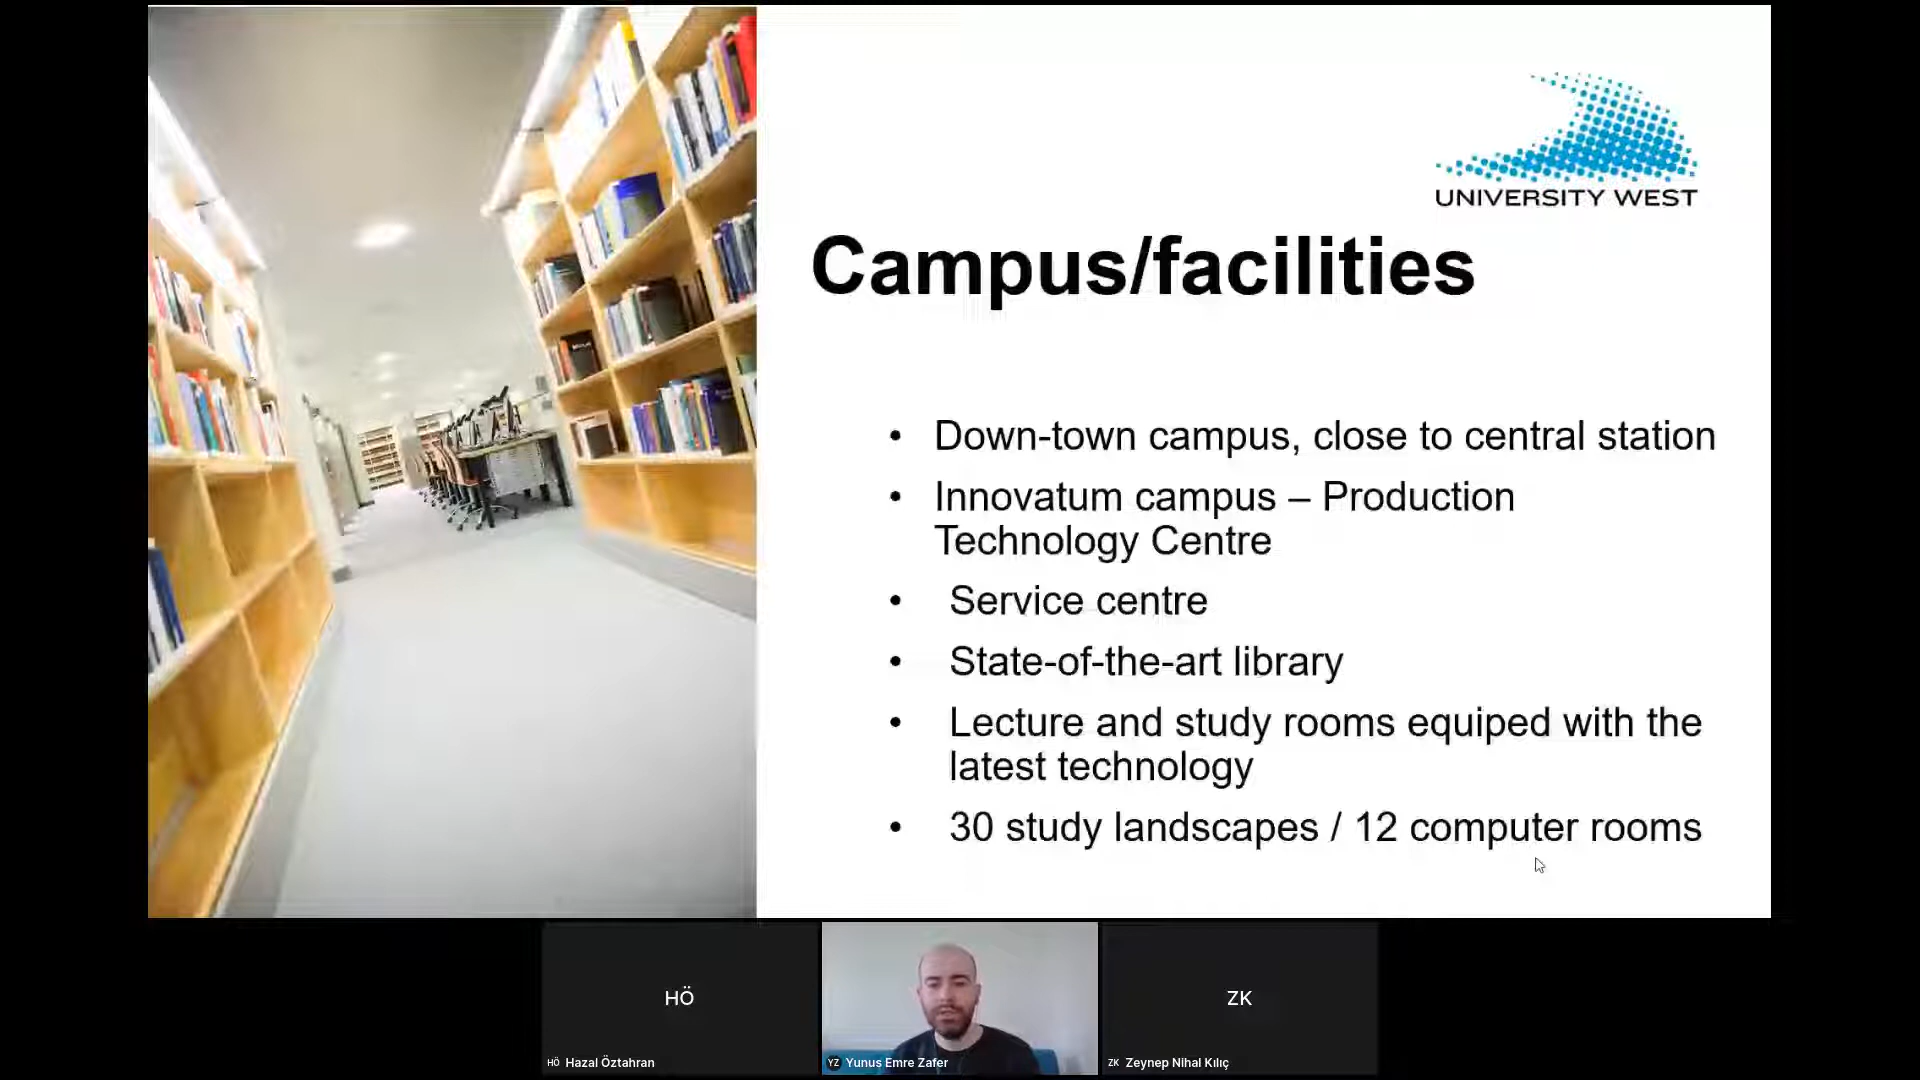 UNIVERSITY WEST
Campus/facilities
• Down-town campus, close to central station
• Innovatum campus – Production
Technology Centre
• Service centre
• State-of-the-art library
• Lecture and study rooms equiped with the
latest technology
• 30 study landscapes / 12 computer rooms
HÖ
ZK
HÖ Hazal Öztahran
YZ Yunus Emre Zafer
ZK Zeynep Nihal Kılıç